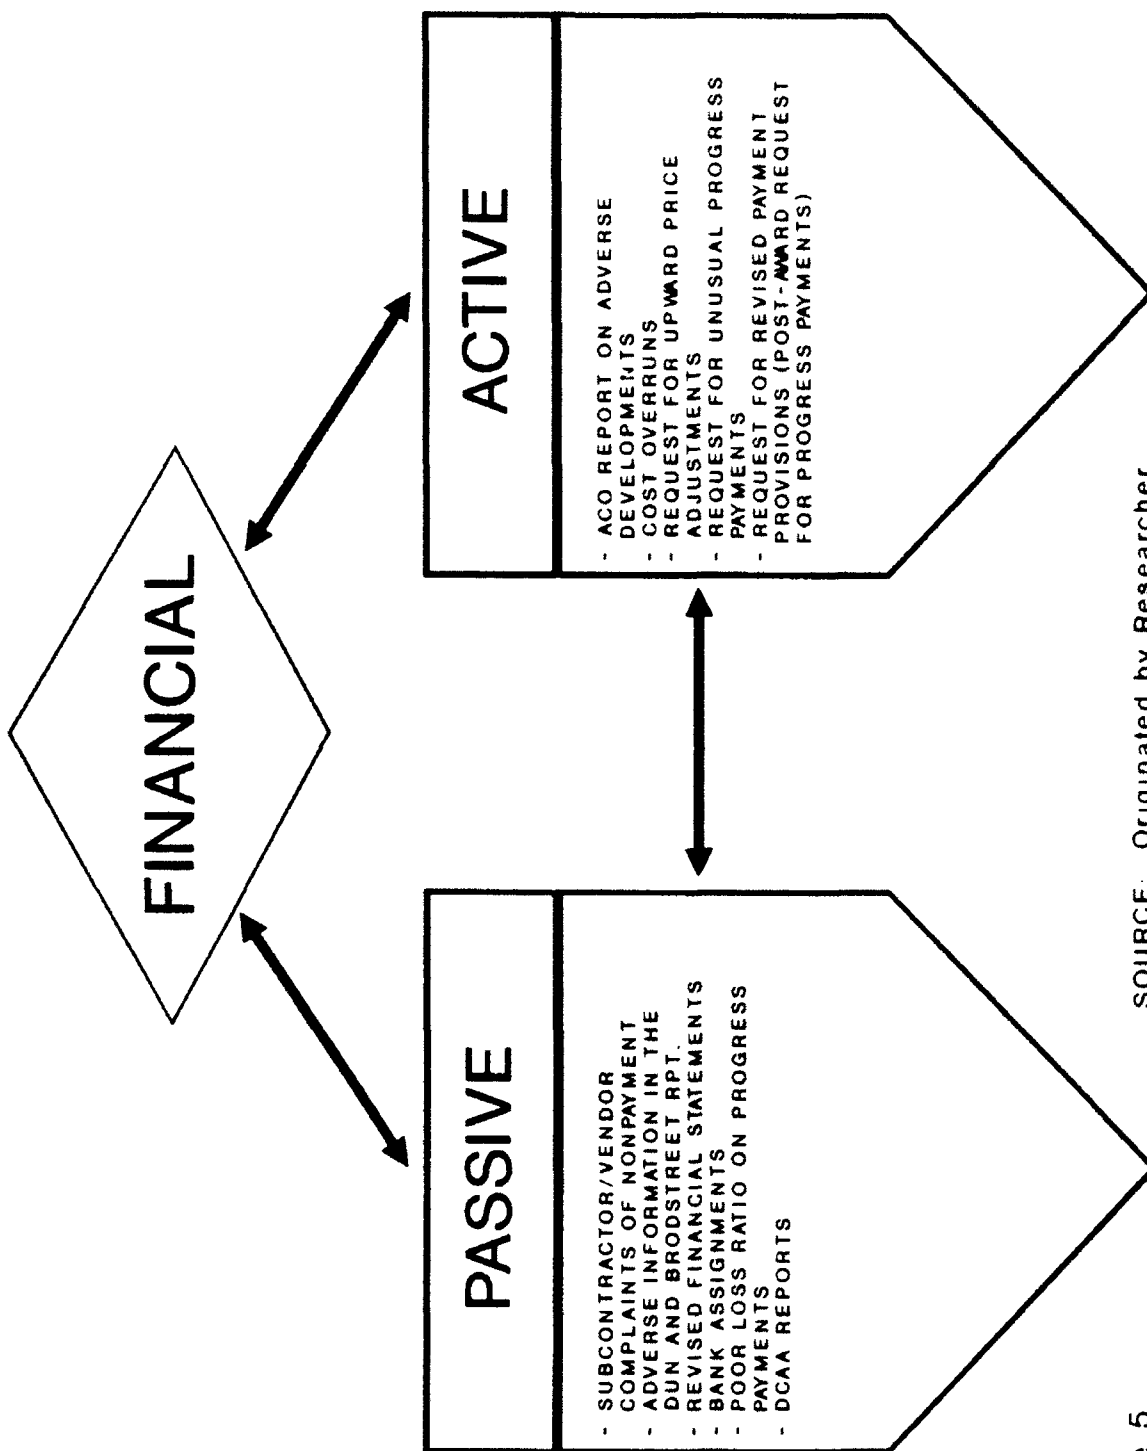 FINANCIAL
PASSIVE
- SUBCONTRACTOR/VENDOR
COMPLAINTS OF NONPAYMENT
- ADVERSE INFORMATION IN THE
DUN AND BRODSTREET RPT.
- REVISED FINANCIAL STATEMENTS
- BANK ASSIGNMENTS
- POOR LOSS RATIO ON PROGRESS
PAYMENTS
- DCAA REPORTS
ACTIVE
- ACO REPORT ON ADVERSE
DEVELOPMENTS
- COST OVERRUNS
- REQUEST FOR UPWARD PRICE
ADJUSTMENTS
- REQUEST FOR UNUSUAL PROGRESS
PAYMENTS
- REQUEST FOR REVISED PAYMENT
PROVISIONS (POST-AWARD REQUEST
FOR PROGRESS PAYMENTS)
5
SOURCE: Originated by Researcher